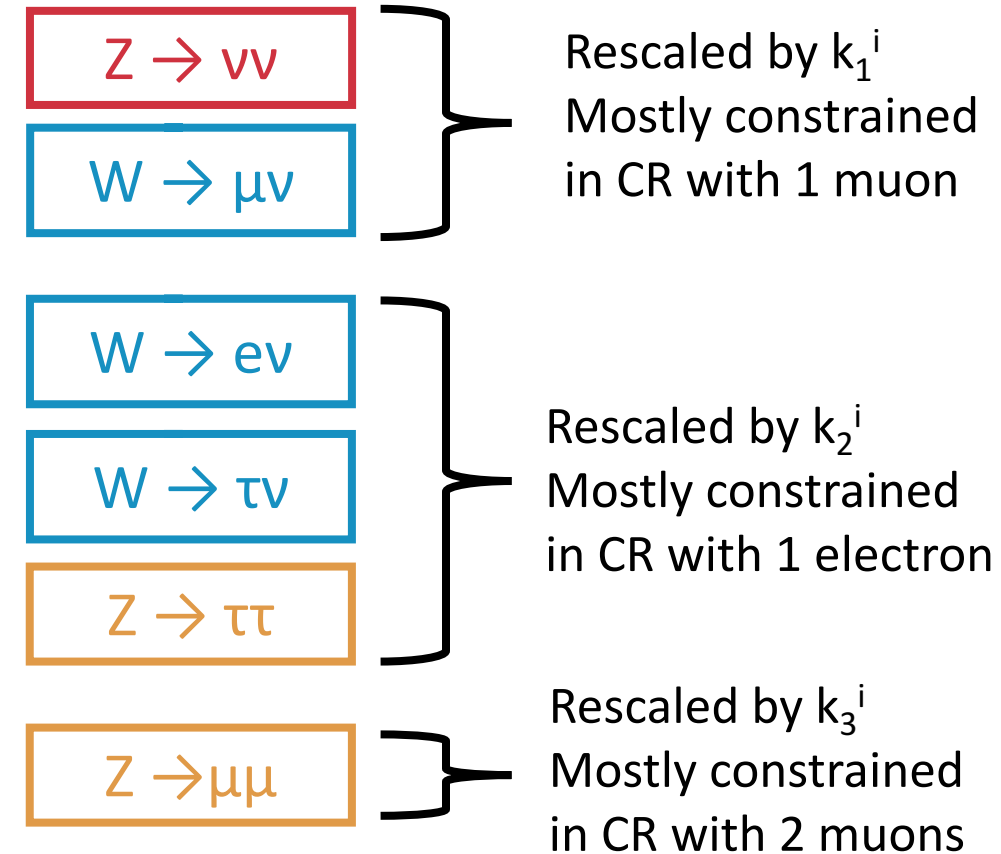 Z → νν
W → μν
Rescaled by k₁ⁱ
Mostly constrained
in CR with 1 muon
W → eν
W → τν
Z → ττ
Rescaled by k₂ⁱ
Mostly constrained
in CR with 1 electron
Z →μμ
Rescaled by k₃ⁱ
Mostly constrained
in CR with 2 muons